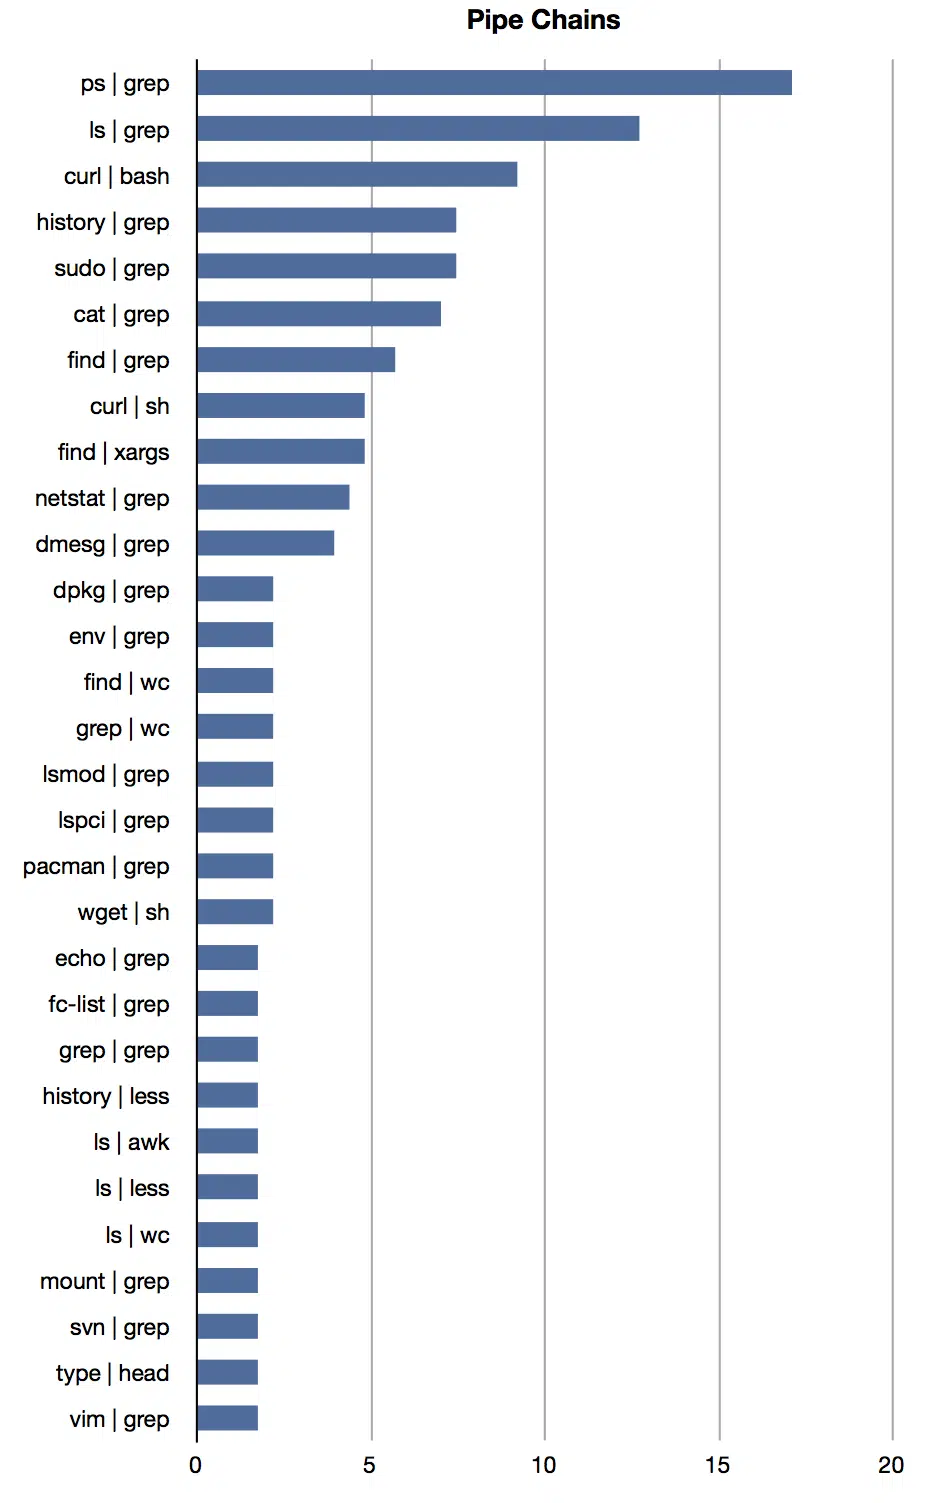 Pipe Chains
ps | grep
ls | grep
curl | bash
history | grep
sudo | grep
cat | grep
find | grep
curl | sh
find | xargs
netstat | grep
dmesg | grep
dpkg | grep
env | grep
find | wc
grep | wc
lsmod | grep
lspci | grep
pacman | grep
wget | sh
echo | grep
fc-list | grep
grep | grep
history | less
ls | awk
ls | less
ls | wc
mount | grep
svn | grep
type | head
vim | grep
0 5 10 15 20